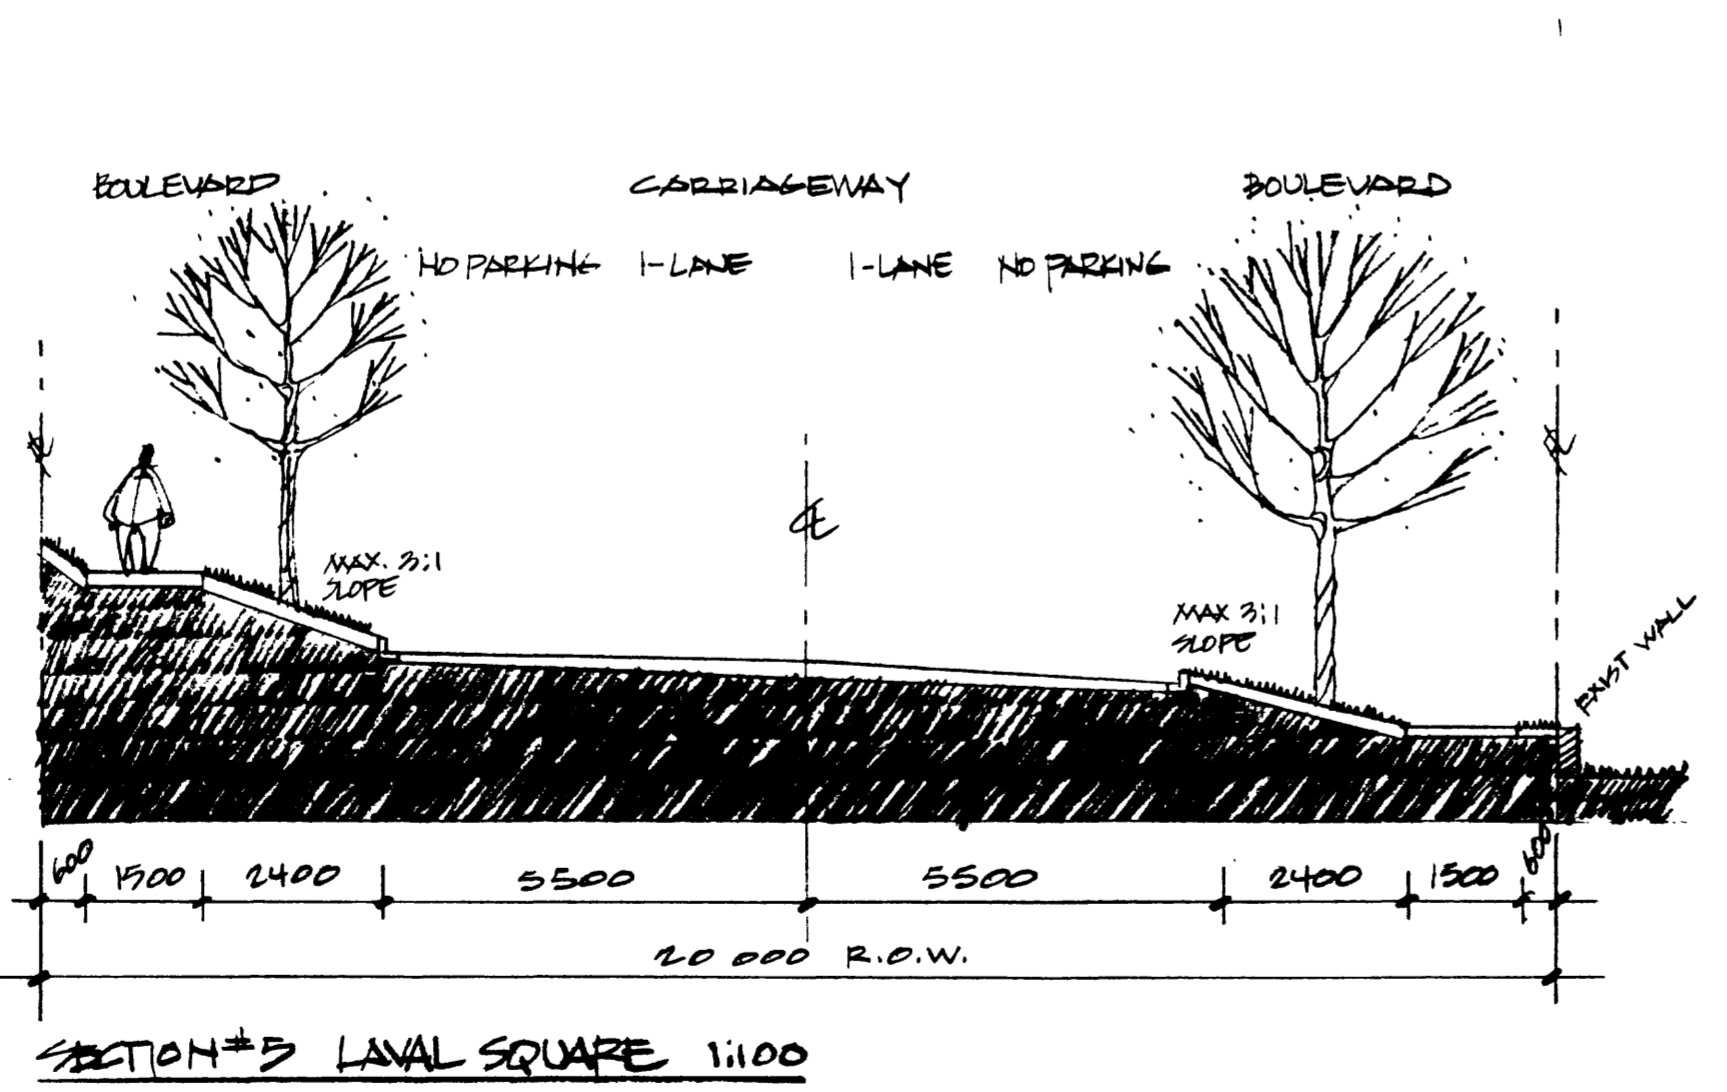 BOULEVARD CARRIAGEWAY BOULEVARD
NO PARKING 1-LANE 1-LANE NO PARKING
℄
MAX. 3:1
SLOPE
MAX 3:1
SLOPE
EXIST WALL
600 1500 2400 5500 5500 2400 1500 600
20 000 R.O.W.
SECTION #5 LAVAL SQUARE 1:100